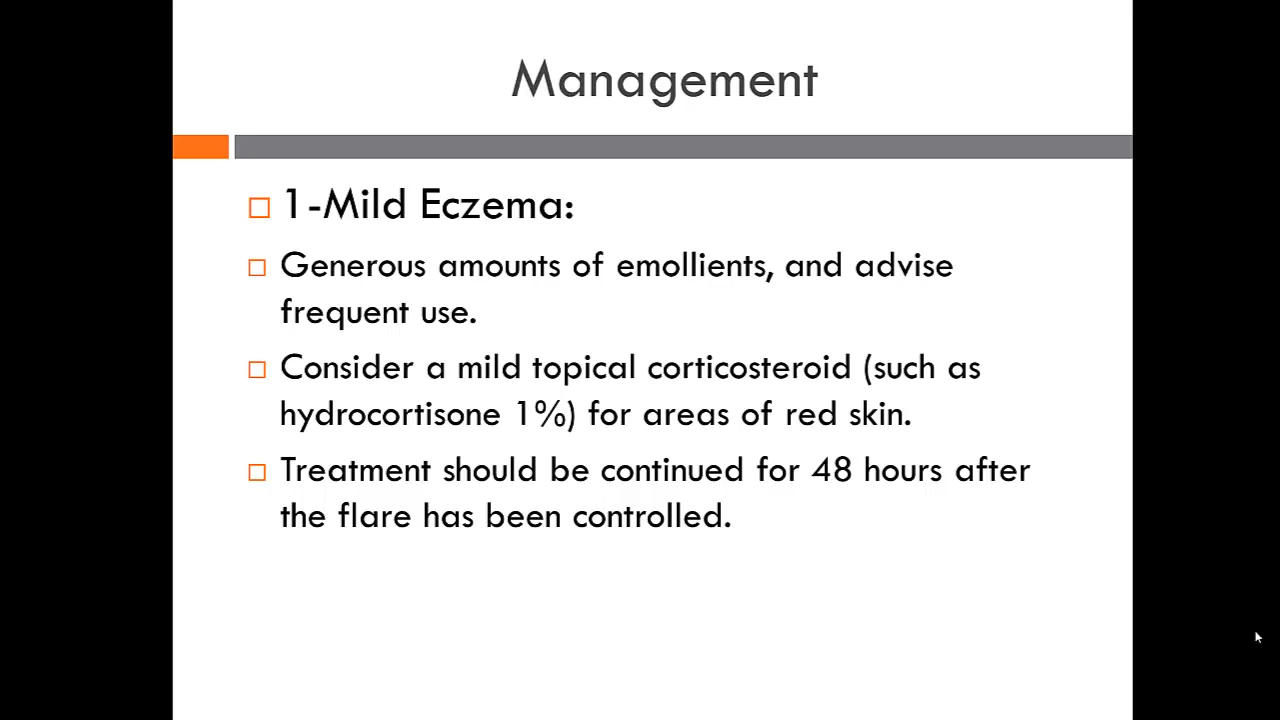 Management
1-Mild Eczema:
Generous amounts of emollients, and advise
frequent use.
Consider a mild topical corticosteroid (such as
hydrocortisone 1%) for areas of red skin.
Treatment should be continued for 48 hours after
the flare has been controlled.